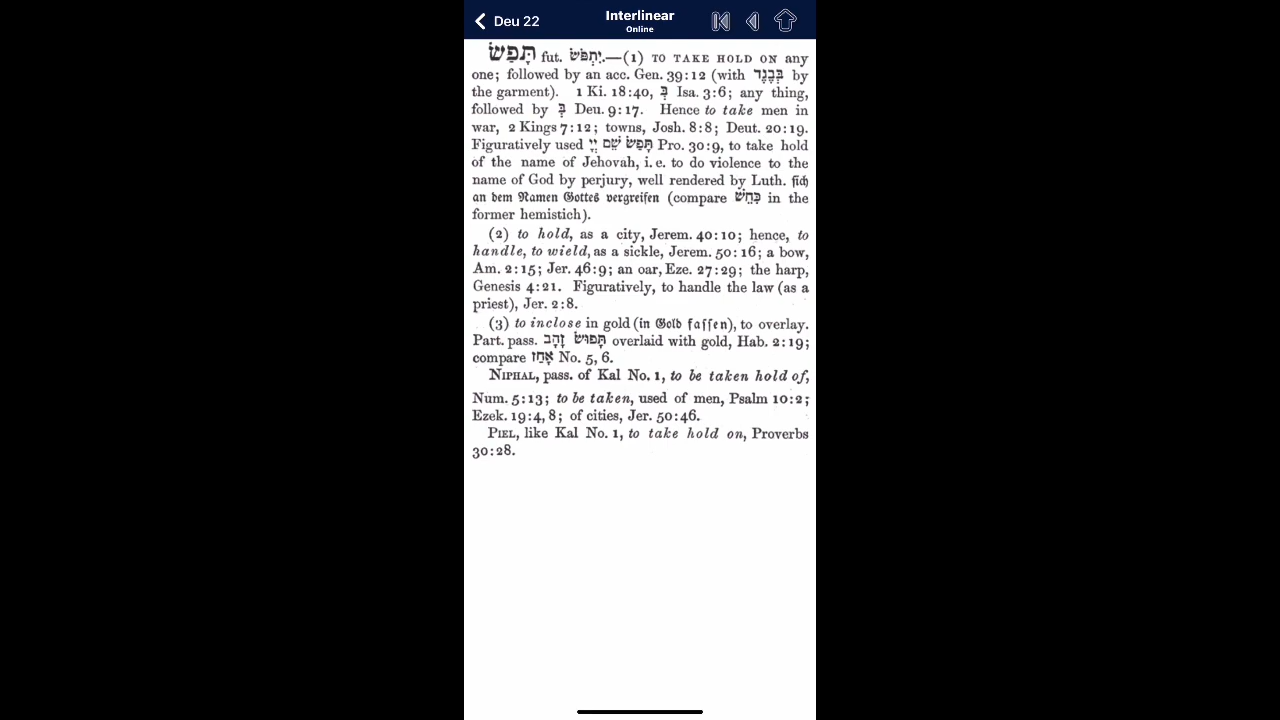 Deu 22
Interlinear
Online
תָּפַשׂ fut. יִתְפֹּשׂ.—(1) TO TAKE HOLD ON any
one; followed by an acc. Gen. 39:12 (with בְּבֶגֶד by
the garment). 1 Ki. 18:40, בְּ Isa. 3:6; any thing,
followed by בְּ Deu. 9:17. Hence to take men in
war, 2 Kings 7:12; towns, Josh. 8:8; Deut. 20:19.
Figuratively used תָּפַשׂ שֵׁם יְיָ Pro. 30:9, to take hold
of the name of Jehovah, i. e. to do violence to the
name of God by perjury, well rendered by Luth. sich
an dem Namen Gottes vergreifen (compare כָּחַשׁ in the
former hemistich).
(2) to hold, as a city, Jerem. 40:10; hence, to
handle, to wield, as a sickle, Jerem. 50:16; a bow,
Am. 2:15; Jer. 46:9; an oar, Eze. 27:29; the harp,
Genesis 4:21. Figuratively, to handle the law (as a
priest), Jer. 2:8.
(3) to inclose in gold (in Gold fassen), to overlay.
Part. pass. תָּפוּשׂ זָהָב overlaid with gold, Hab. 2:19;
compare אָחַז No. 5, 6.
NIPHAL, pass. of Kal No. 1, to be taken hold of,
Num. 5:13; to be taken, used of men, Psalm 10:2;
Ezek. 19:4, 8; of cities, Jer. 50:46.
PIEL, like Kal No. 1, to take hold on, Proverbs
30:28.